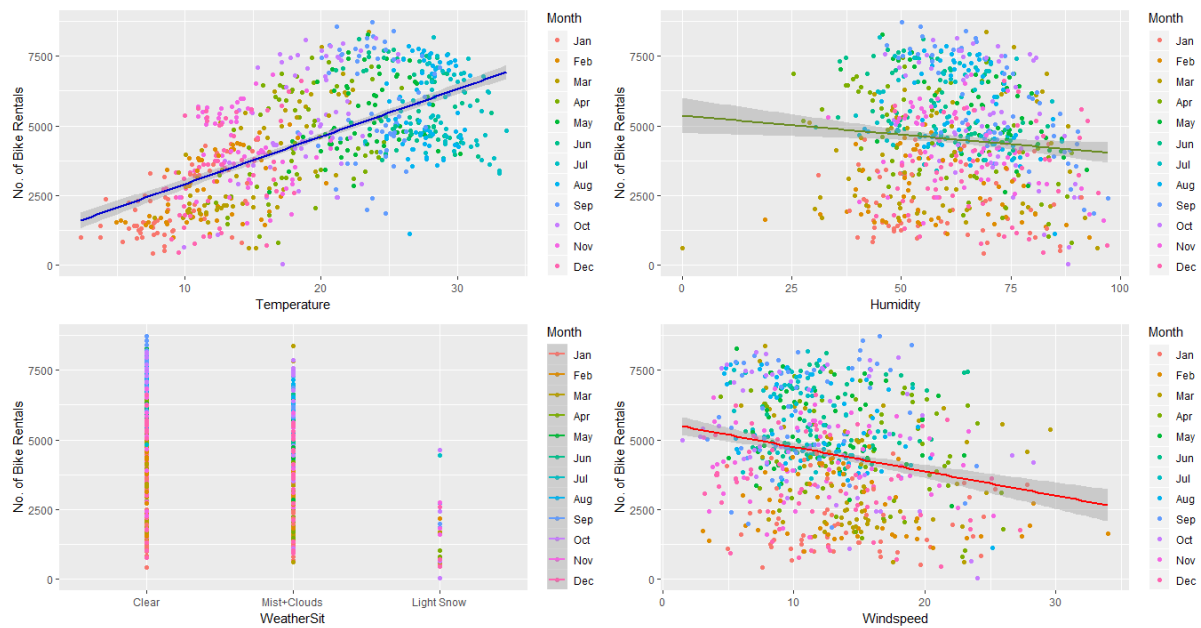 No. of Bike Rentals
7500
5000
2500
0
10
20
30
Temperature
Month
Jan
Feb
Mar
Apr
May
Jun
Jul
Aug
Sep
Oct
Nov
Dec
No. of Bike Rentals
7500
5000
2500
0
0
25
50
75
100
Humidity
Month
Jan
Feb
Mar
Apr
May
Jun
Jul
Aug
Sep
Oct
Nov
Dec
No. of Bike Rentals
7500
5000
2500
0
Clear
Mist+Clouds
Light Snow
WeatherSit
Month
Jan
Feb
Mar
Apr
May
Jun
Jul
Aug
Sep
Oct
Nov
Dec
No. of Bike Rentals
7500
5000
2500
0
0
10
20
30
Windspeed
Month
Jan
Feb
Mar
Apr
May
Jun
Jul
Aug
Sep
Oct
Nov
Dec